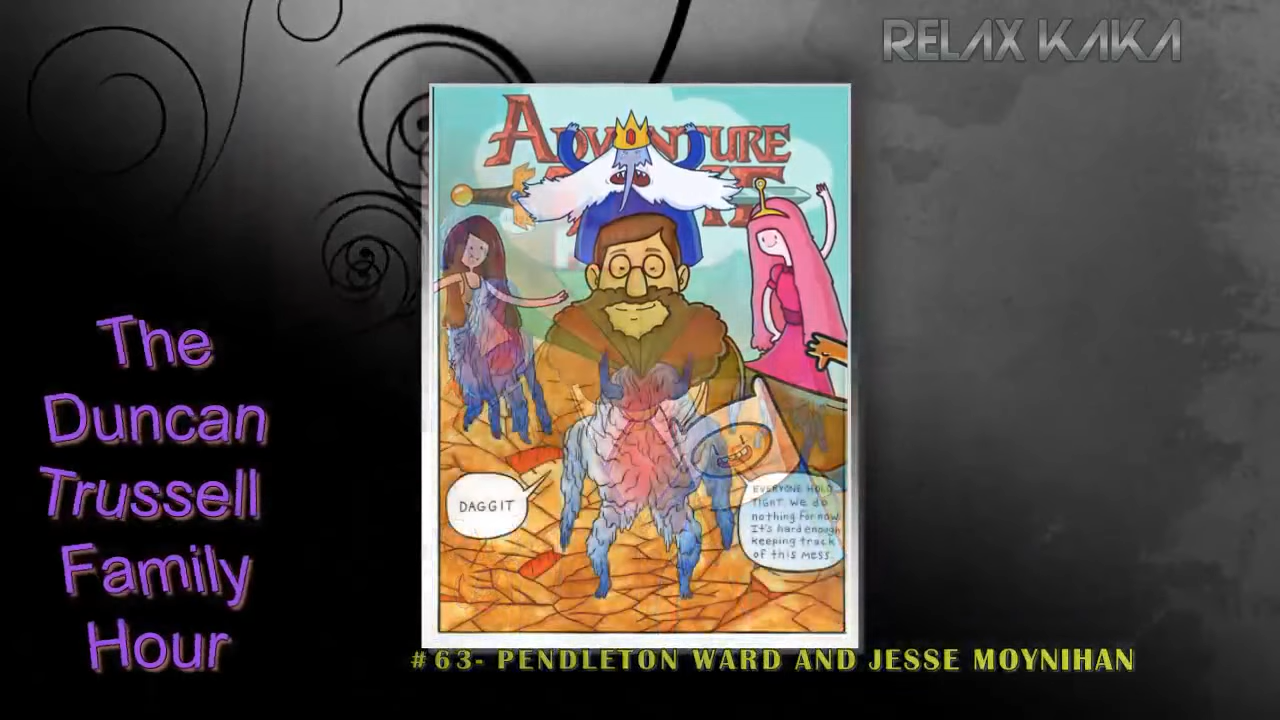 RELAX KAKA
ADVENTURE
The
Duncan
Trussell
Family
Hour
DAGGIT
EVERYONE HOLD
TIGHT. WE do
nothing for now.
It's hard enough
keeping track
of this mess.
#63- PENDLETON WARD AND JESSE MOYNIHAN